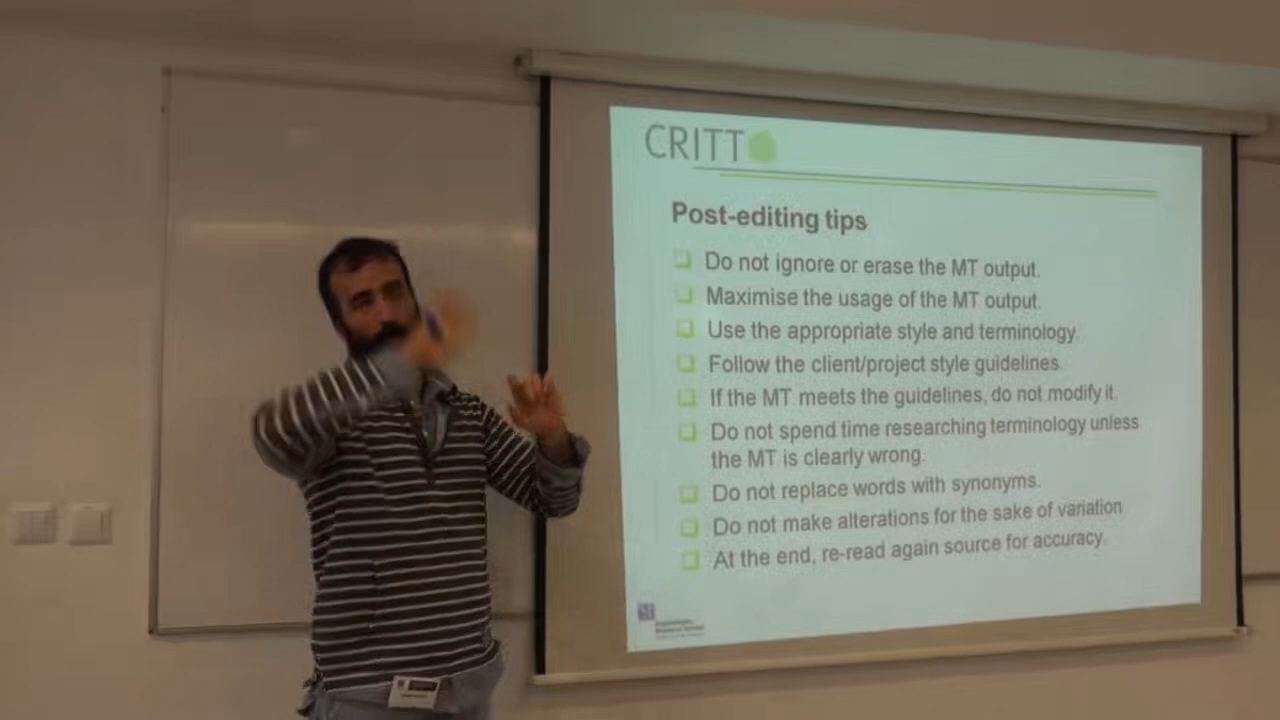 CRITT
Post-editing tips
Do not ignore or erase the MT output.
Maximise the usage of the MT output.
Use the appropriate style and terminology.
Follow the client/project style guidelines
If the MT meets the guidelines, do not modify it.
Do not spend time researching terminology unless
the MT is clearly wrong.
Do not replace words with synonyms.
Do not make alterations for the sake of variation
At the end, re-read again source for accuracy.